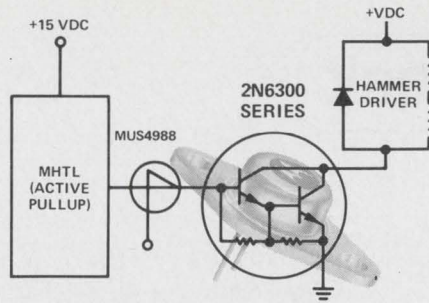 +15 VDC
+VDC
HAMMER
DRIVER
2N6300
SERIES
MUS4988
MHTL
(ACTIVE
PULLUP)